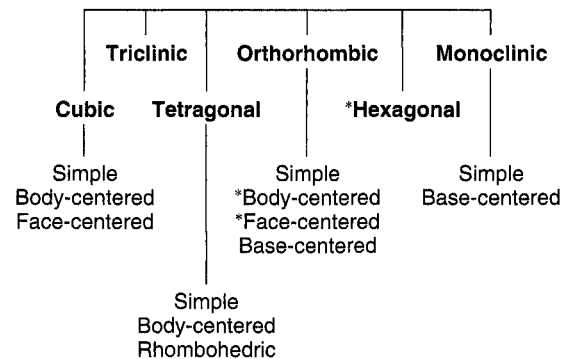 Triclinic Orthorhombic Monoclinic
Cubic Tetragonal *Hexagonal
Simple Simple Simple
Body-centered *Body-centered Base-centered
Face-centered *Face-centered
Base-centered
Simple
Body-centered
Rhombohedric